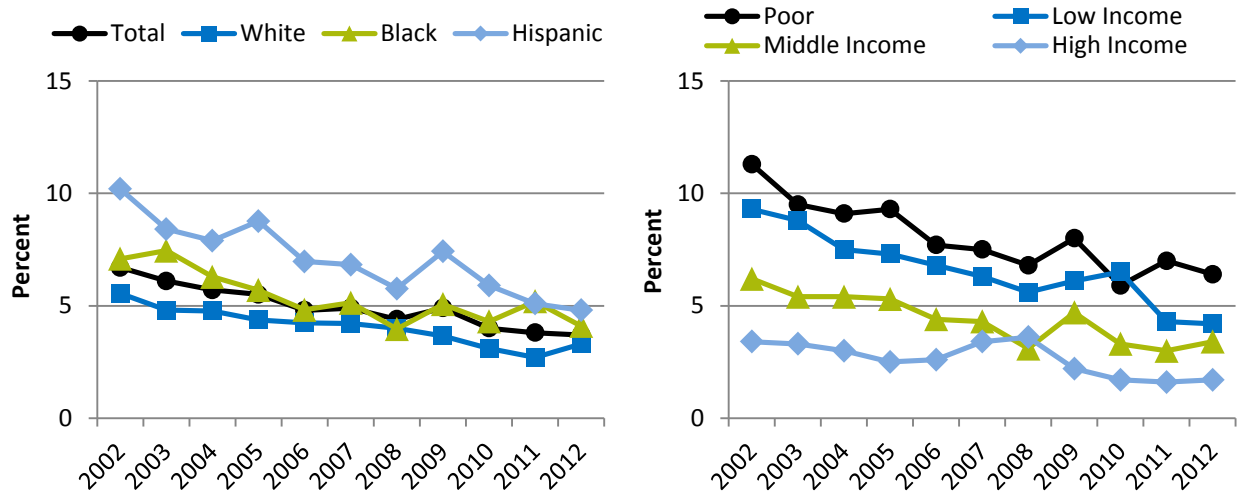 Total White Black Hispanic
15
10
5
0
Percent
2002 2003 2004 2005 2006 2007 2008 2009 2010 2011 2012
Poor Low Income
Middle Income High Income
15
10
5
0
Percent
2002 2003 2004 2005 2006 2007 2008 2009 2010 2011 2012